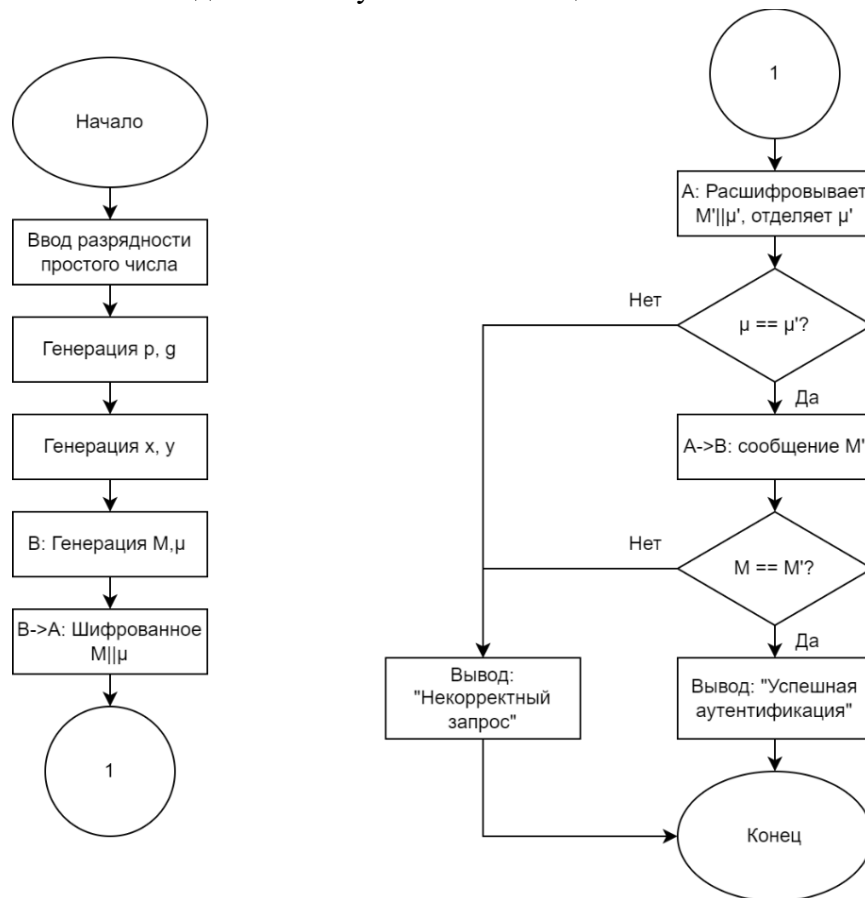 Начало
Ввод разрядности
простого числа
Генерация p, g
Генерация x, y
B: Генерация M,μ
B->A: Шифрованное
M||μ
1
1
A: Расшифровывает
M'||μ', отделяет μ'
Нет
μ == μ'?
Да
A->B: сообщение M'
Нет
M == M'?
Да
Вывод:
"Некорректный
запрос"
Вывод: "Успешная
аутентификация"
Конец